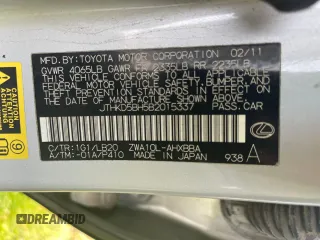 MFD. BY: TOYOTA MOTOR CORPORATION 02/11
GVWR 4065LB GAWR FR 2335LB RR 2235LB
THIS VEHICLE CONFORMS TO ALL APPLICABLE
FEDERAL MOTOR VEHICLE SAFETY, BUMPER, AND
THEFT PREVENTION STANDARDS IN EFFECT ON
THE DATE OF MANUFACTURE SHOWN ABOVE.
JTHKD5BH5B2015337 PASS. CAR
C/TR:1G1/LB20 ZWA10L-AHXBBA
A/TM:-01A/P410 MADE IN JAPAN 938 A
9
DREAMBID